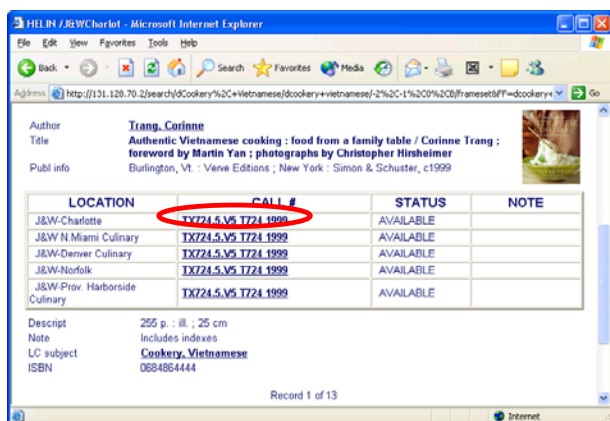 HELIN /J&WCharlot - Microsoft Internet Explorer
File Edit View Favorites Tools Help
Back Search Favorites Media
Address http://131.128.70.2/search/dCookery%2C+Vietnamese/dcookery+vietnamese/-2%2C-1%2C0%2CB/frameset&FF=dcookery+ Go
Author Trang, Corinne
Title Authentic Vietnamese cooking : food from a family table / Corinne Trang ;
foreword by Martin Yan ; photographs by Christopher Hirsheimer
Publ info Burlington, Vt. : Verve Editions ; New York : Simon & Schuster, c1999
LOCATION CALL # STATUS NOTE
J&W-Charlotte TX724.5.V5 T724 1999 AVAILABLE
J&W N.Miami Culinary TX724.5.V5 T724 1999 AVAILABLE
J&W-Denver Culinary TX724.5.V5 T724 1999 AVAILABLE
J&W-Norfolk TX724.5.V5 T724 1999 AVAILABLE
J&W-Prov. Harborside
Culinary TX724.5.V5 T724 1999 AVAILABLE
Descript 255 p. : ill. ; 25 cm
Note Includes indexes
LC subject Cookery, Vietnamese
ISBN 0684864444
Record 1 of 13
Internet